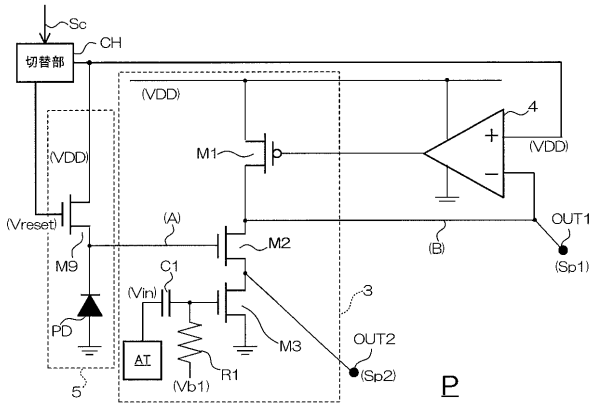 Sc
CH
切替部
(VDD)
4
+
(VDD)
−
M1
(VDD)
(Vreset)
M9
(A)
M2
(B)
OUT1
(Sp1)
C1
(Vin)
M3
3
PD
AT
R1
(Vb1)
OUT2
(Sp2)
5
P